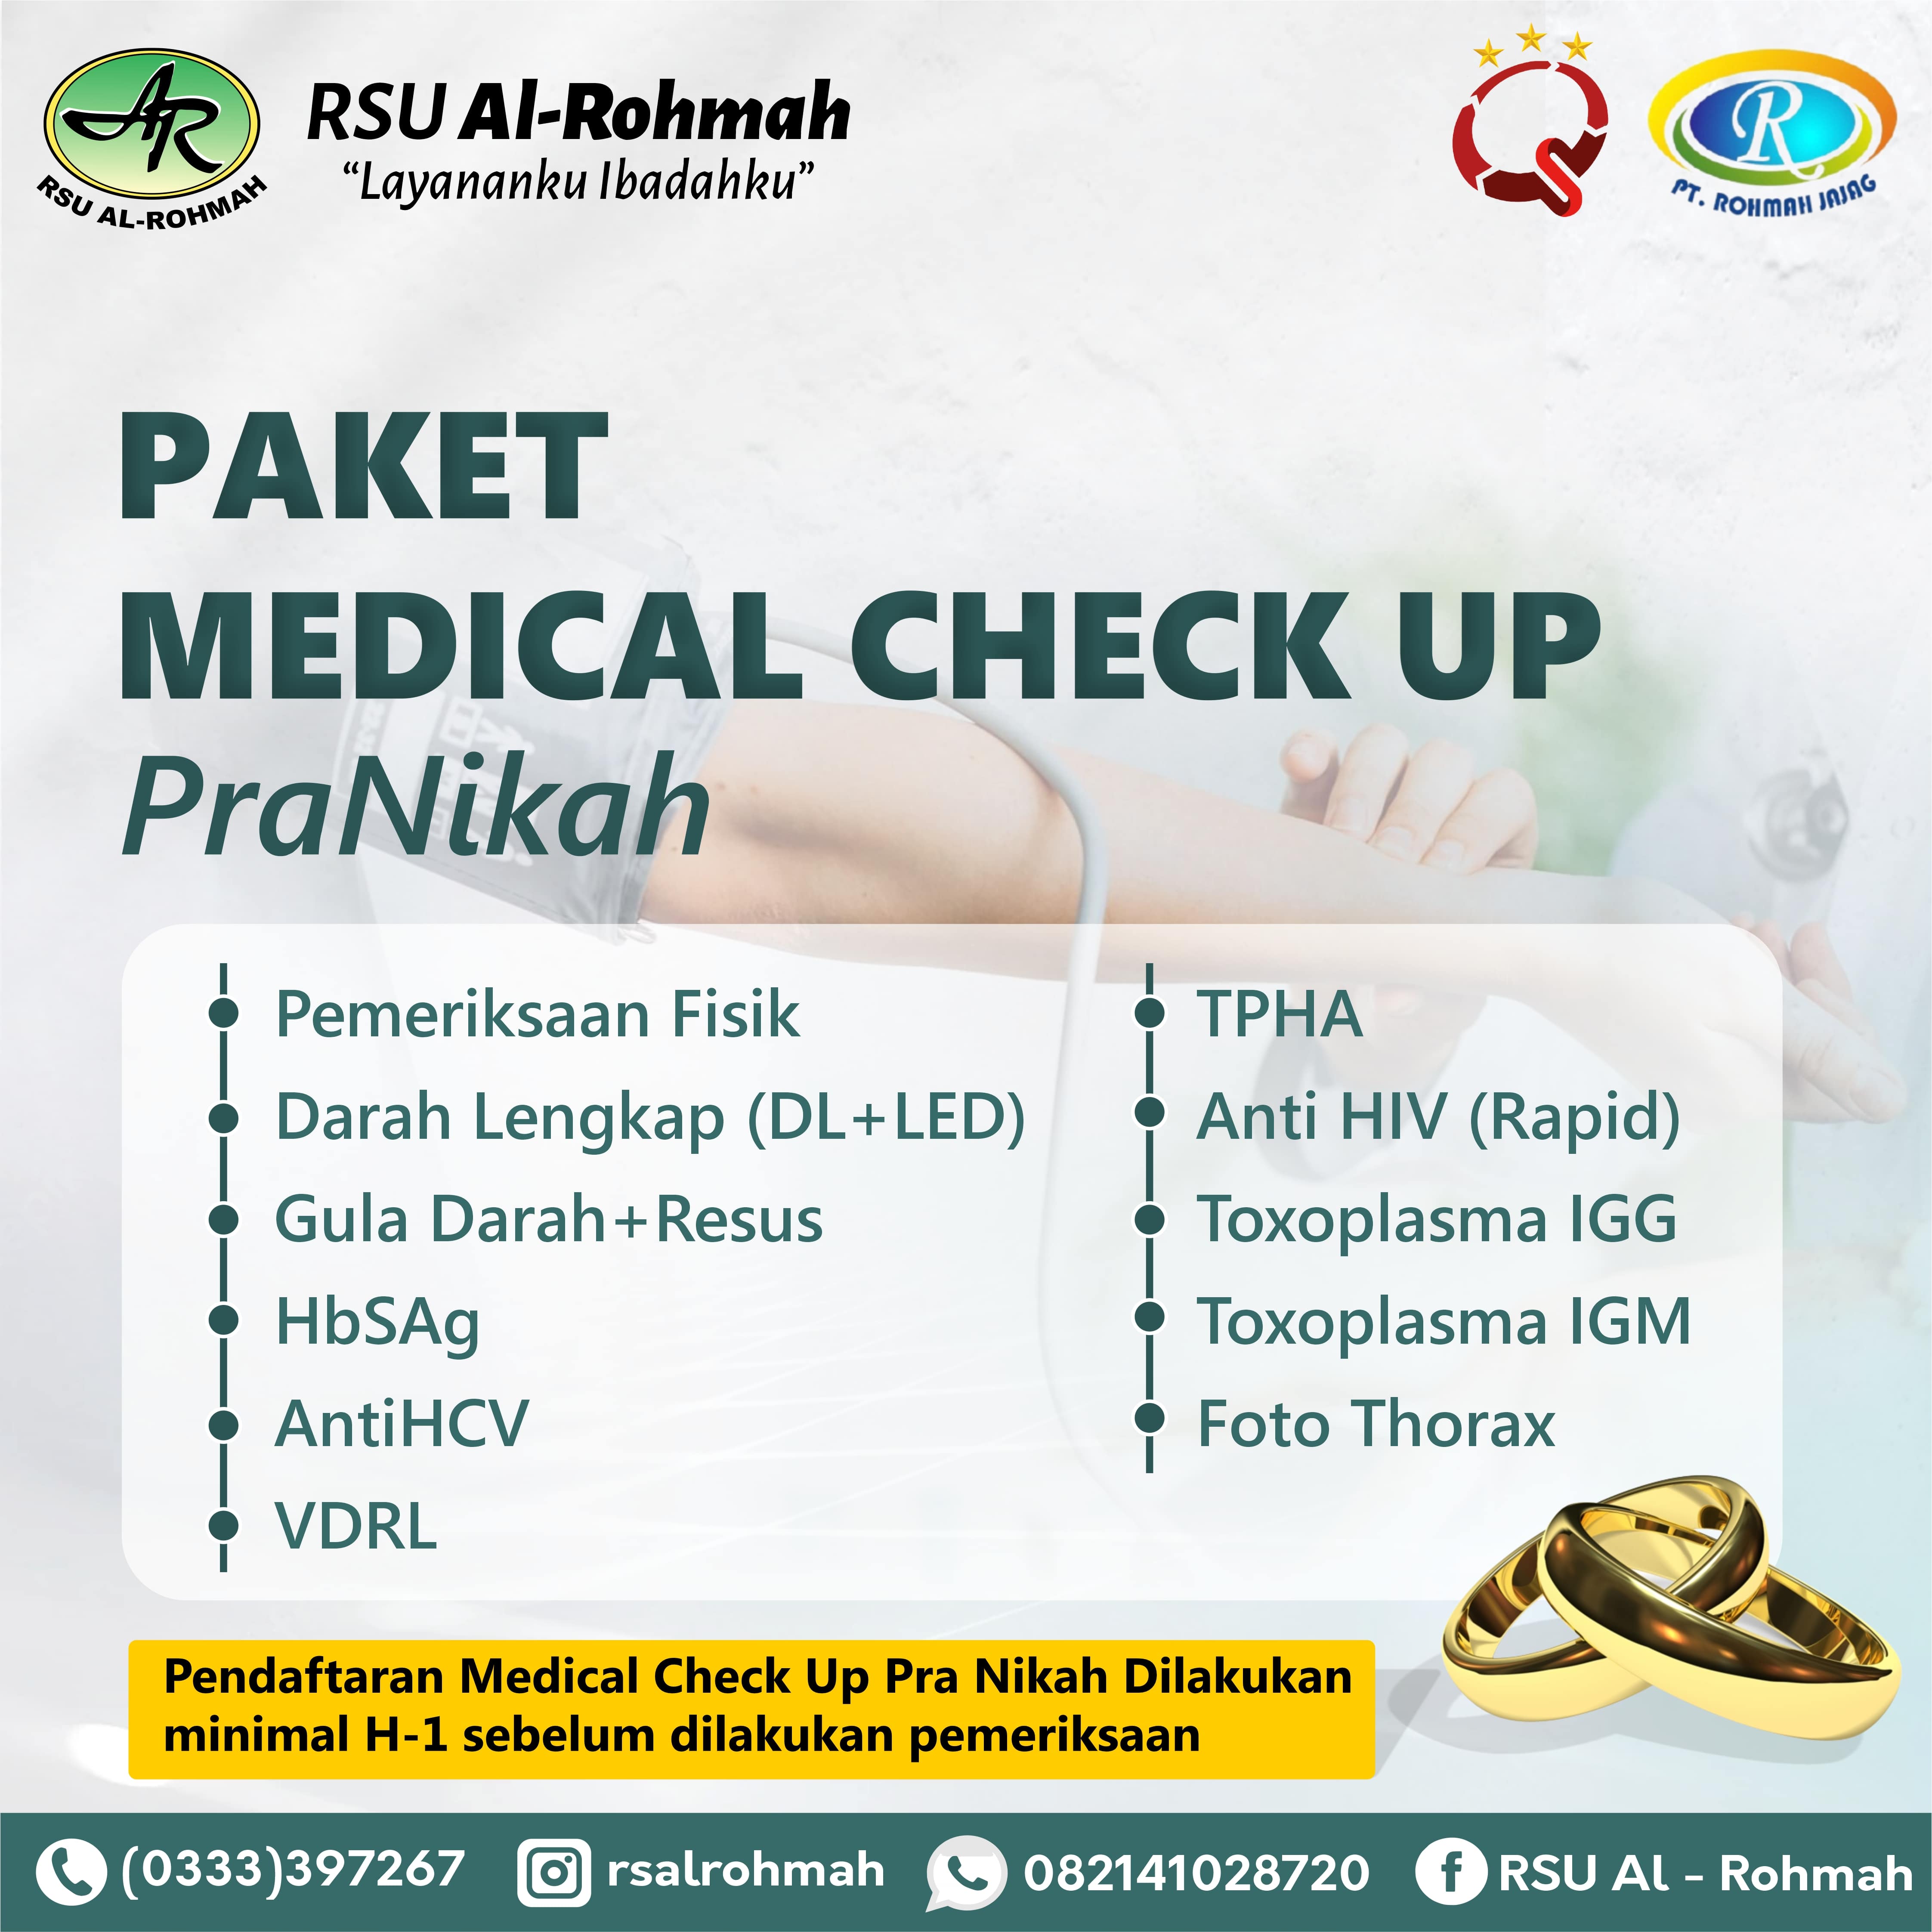 RSU AL-ROHMAH
RSU Al-Rohmah
“Layananku Ibadahku”
PT. ROHMAH JAJAG
PAKET
MEDICAL CHECK UP
PraNikah
Pemeriksaan Fisik
Darah Lengkap (DL+LED)
Gula Darah+Resus
HbSAg
AntiHCV
VDRL
TPHA
Anti HIV (Rapid)
Toxoplasma IGG
Toxoplasma IGM
Foto Thorax
Pendaftaran Medical Check Up Pra Nikah Dilakukan
minimal H-1 sebelum dilakukan pemeriksaan
(0333)397267
rsalrohmah
082141028720
RSU Al - Rohmah